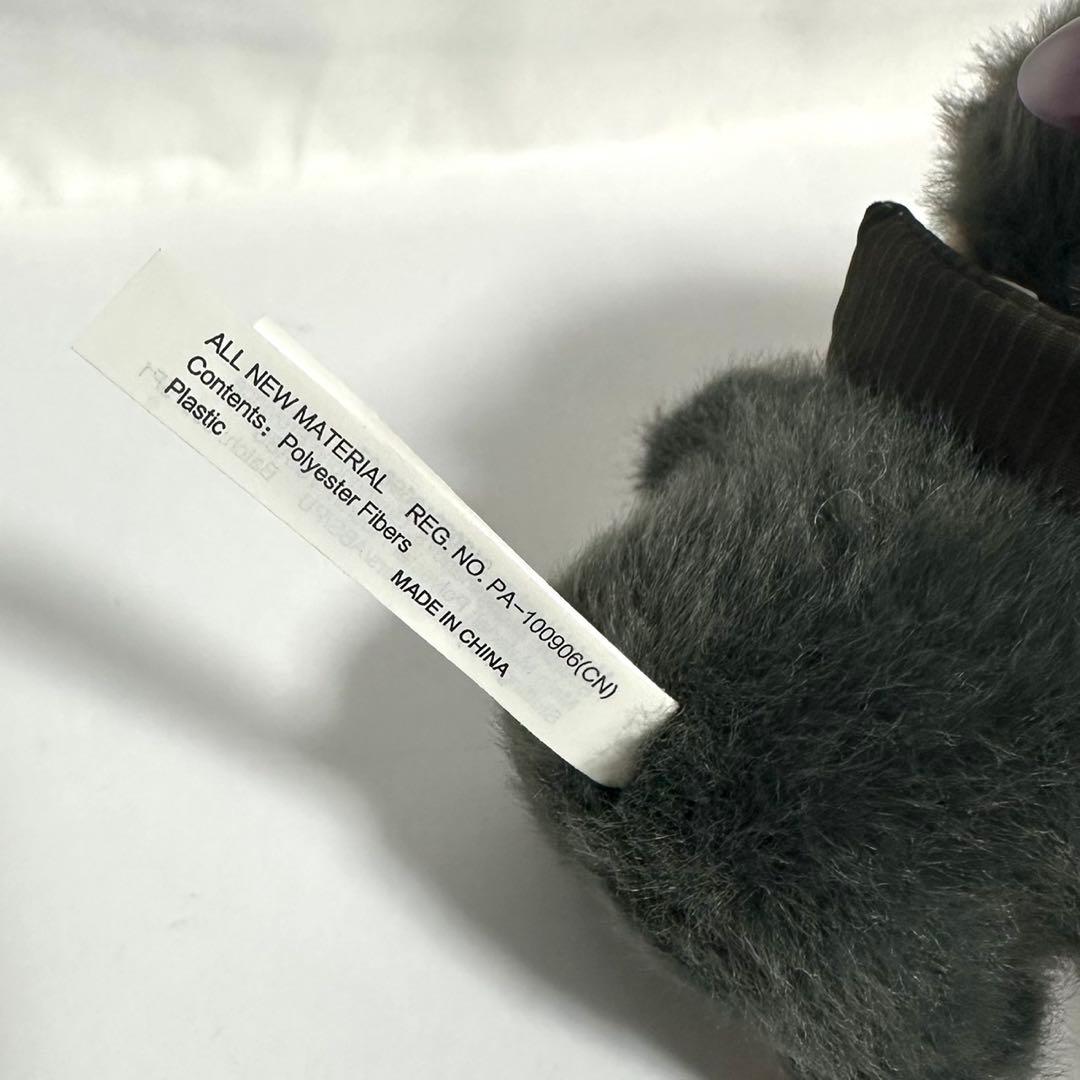 ALL NEW MATERIAL REG. NO. PA-100906(CN)
Contents: Polyester Fibers
Plastic
MADE IN CHINA